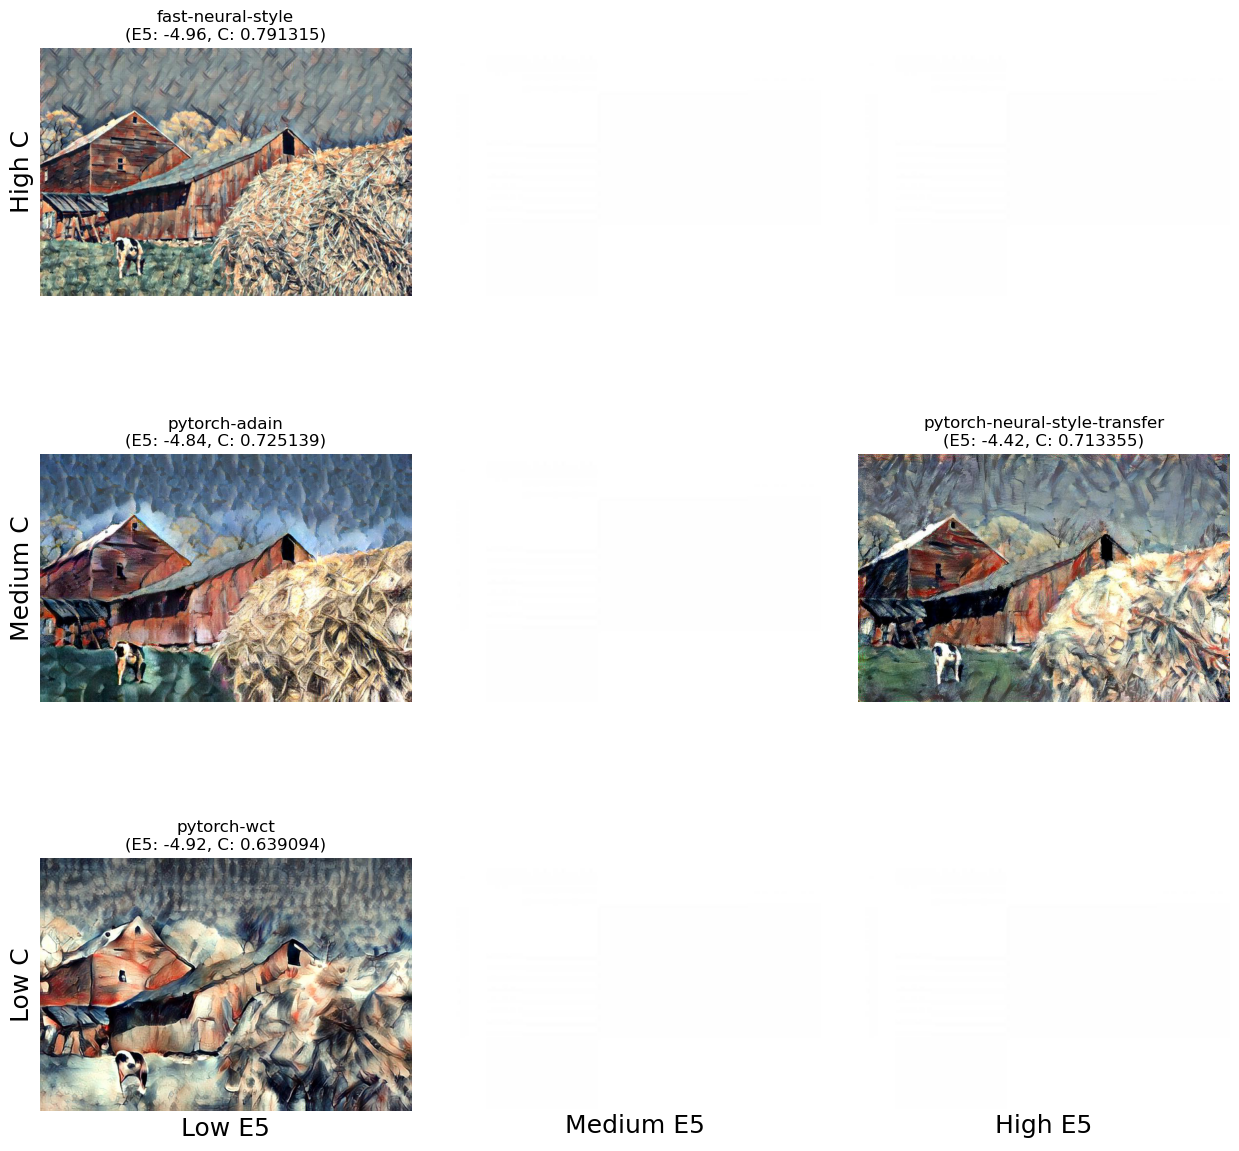 fast-neural-style
(E5: -4.96, C: 0.791315)
High C
pytorch-adain
(E5: -4.84, C: 0.725139)
pytorch-neural-style-transfer
(E5: -4.42, C: 0.713355)
Medium C
pytorch-wct
(E5: -4.92, C: 0.639094)
Low C
Low E5
Medium E5
High E5